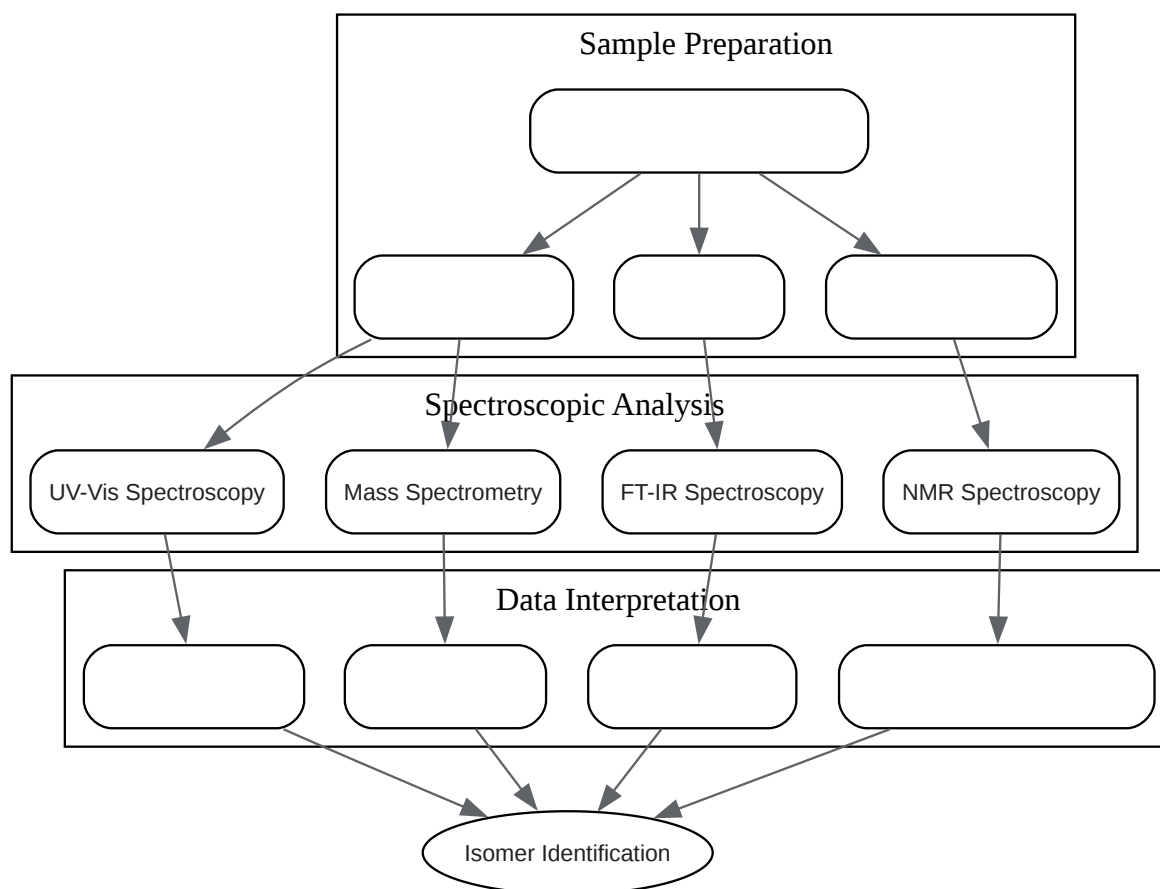 Sample Preparation
Spectroscopic Analysis
UV-Vis Spectroscopy
Mass Spectrometry
FT-IR Spectroscopy
NMR Spectroscopy
Data Interpretation
Isomer Identification